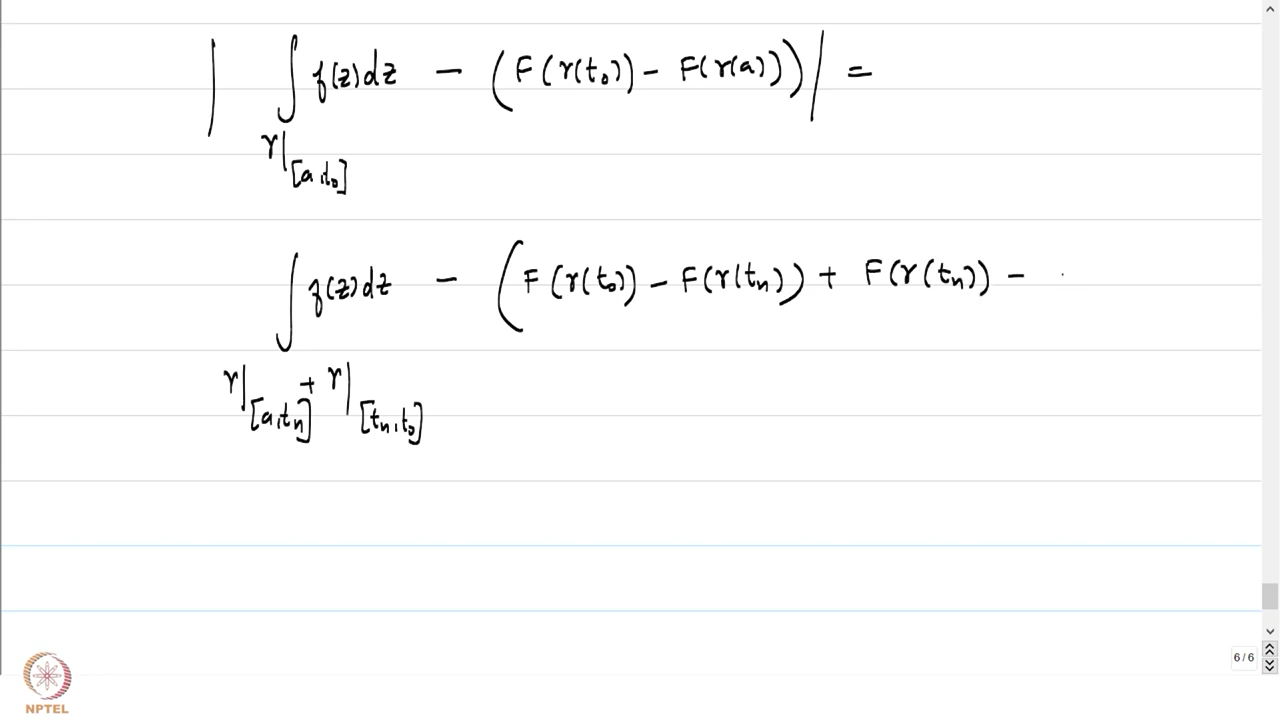 | ∫ f(z)dz − (F(γ(t₀)) − F(γ(a)))| =
γ|[a,t₀]
∫ f(z)dz − (F(γ(t₀)) − F(γ(tₙ)) + F(γ(tₙ)) −
γ|[a,tₙ] + γ|[tₙ,t₀]
6 / 6
NPTEL